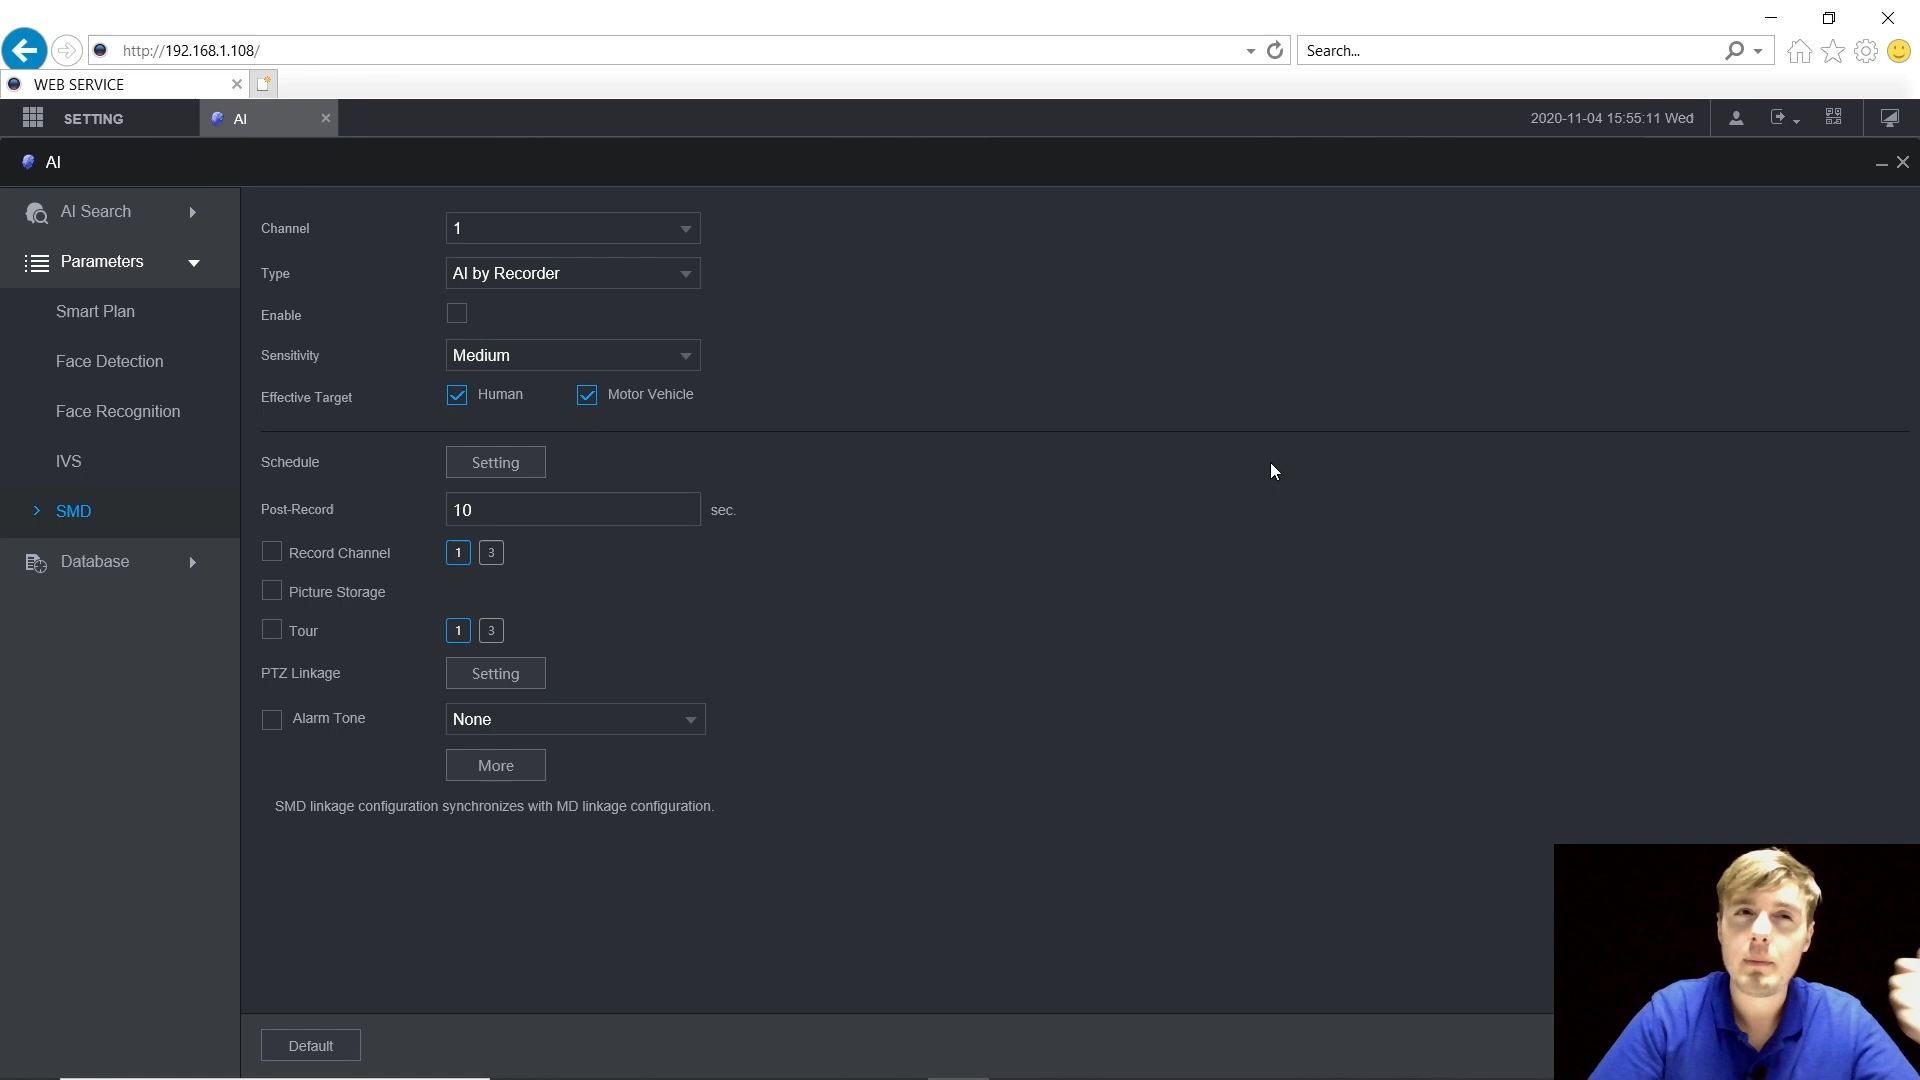 http://192.168.1.108/
Search...
WEB SERVICE
SETTING
AI
2020-11-04 15:55:11 Wed
AI
AI Search
Parameters
Smart Plan
Face Detection
Face Recognition
IVS
SMD
Database
Channel 1
Type AI by Recorder
Enable
Sensitivity Medium
Effective Target Human Motor Vehicle
Schedule Setting
Post-Record 10 sec.
Record Channel 1 3
Picture Storage
Tour 1 3
PTZ Linkage Setting
Alarm Tone None
More
SMD linkage configuration synchronizes with MD linkage configuration.
Default